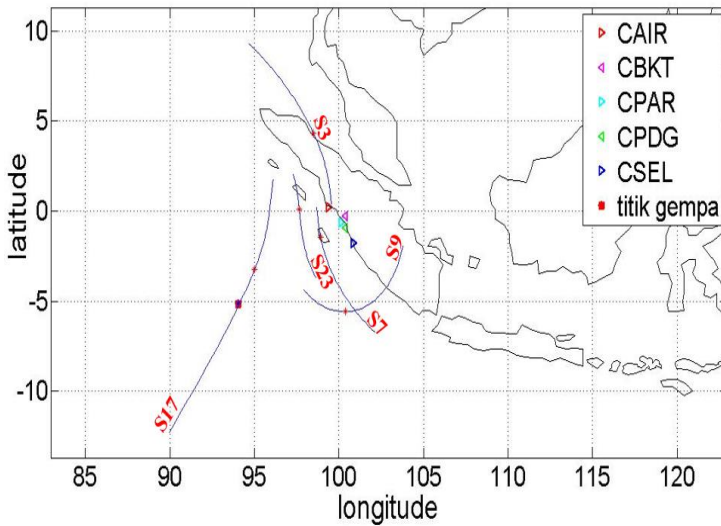 10
5
0
-5
-10
latitude
85
90
95
100
105
110
115
120
longitude
CAIR
CBKT
CPAR
CPDG
CSEL
titik gempa
S3
S9
S23
S7
S17